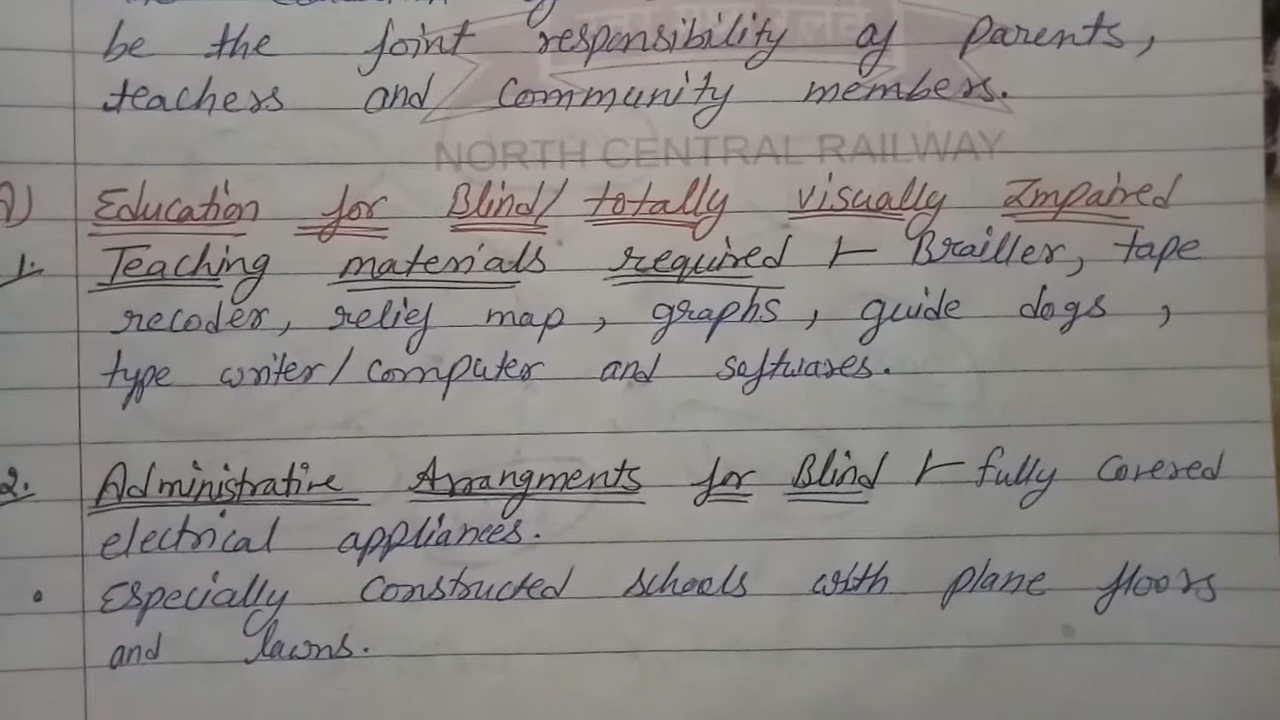 be the joint responsibility of parents,
teachers and community members.
NORTH CENTRAL RAILWAY
Education for Blind/ totally visually Impaired
1. Teaching materials required :- Brailler, tape
recoder, relief map, graphs, guide dogs,
type writer/computer and softwares.
2. Administrative Arrangments for Blind :- fully covered
electrical appliances.
• Especially constructed schools with plane floors
and lawns.